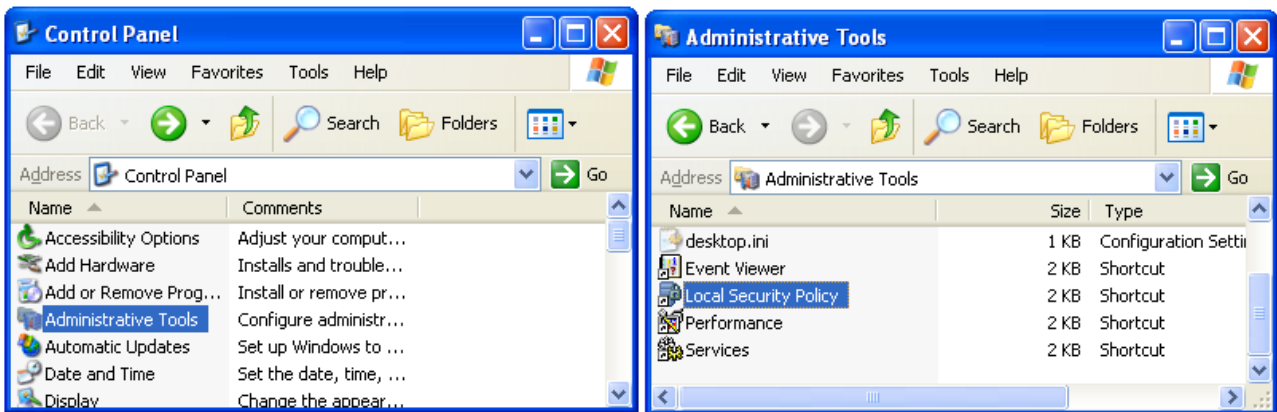 Control Panel
File Edit View Favorites Tools Help
Back Search Folders
Address Control Panel Go
Name Comments
Accessibility Options Adjust your comput...
Add Hardware Installs and trouble...
Add or Remove Prog... Install or remove pr...
Administrative Tools Configure administr...
Automatic Updates Set up Windows to ...
Date and Time Set the date, time, ...
Display Change the appear...
Administrative Tools
File Edit View Favorites Tools Help
Back Search Folders
Address Administrative Tools Go
Name Size Type
desktop.ini 1 KB Configuration Settin
Event Viewer 2 KB Shortcut
Local Security Policy 2 KB Shortcut
Performance 2 KB Shortcut
Services 2 KB Shortcut